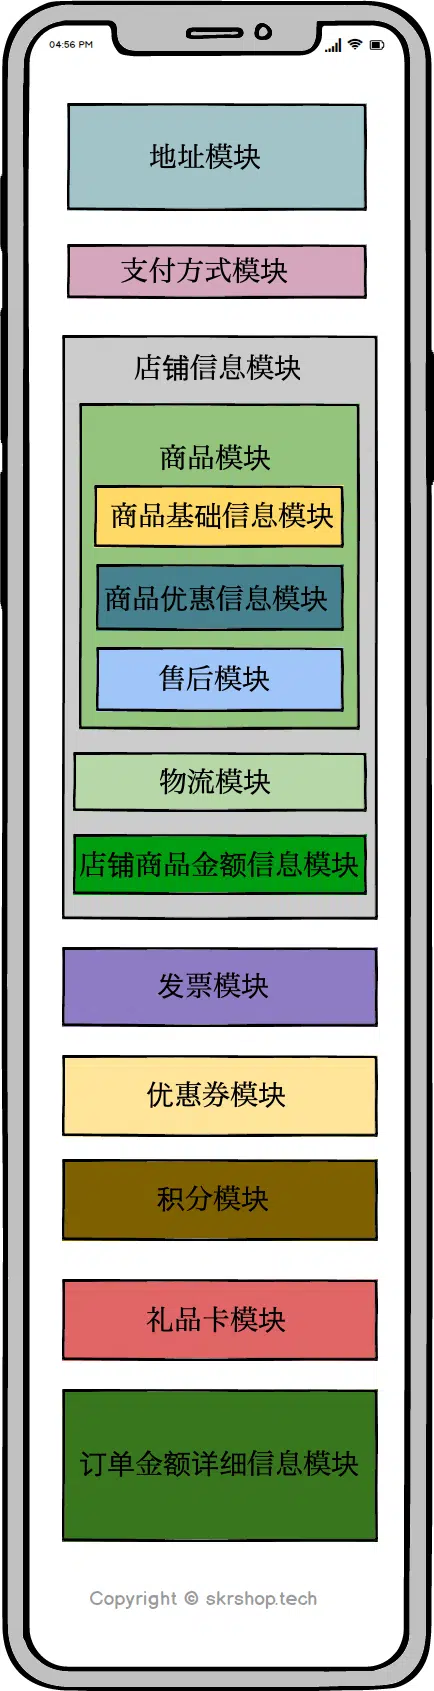 04:56 PM
地址模块
支付方式模块
店铺信息模块
商品模块
商品基础信息模块
商品优惠信息模块
售后模块
物流模块
店铺商品金额信息模块
发票模块
优惠券模块
积分模块
礼品卡模块
订单金额详细信息模块
Copyright © skrshop.tech